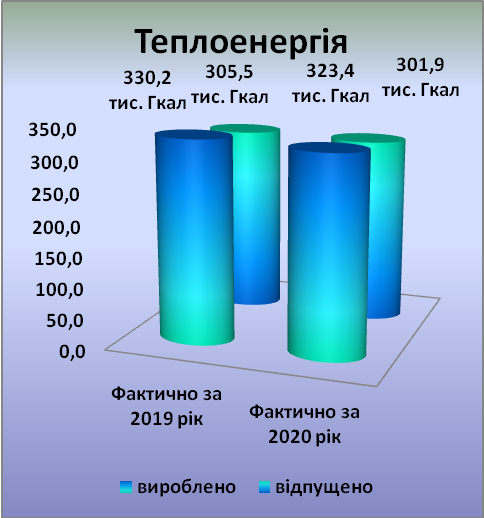 Теплоенергія
330,2
тис. Гкал
305,5
тис. Гкал
323,4
тис. Гкал
301,9
тис. Гкал
350,0
300,0
250,0
200,0
150,0
100,0
50,0
0,0
Фактично за
2019 рік
Фактично за
2020 рік
вироблено
відпущено